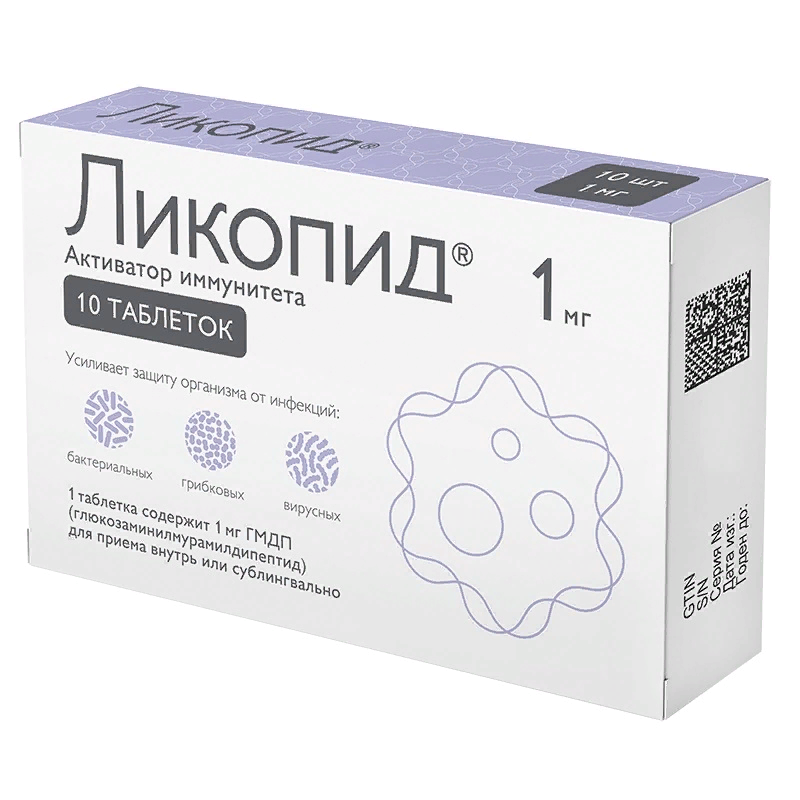 Ликопид®
10 шт
1 мг
Ликопид®
1 мг
Активатор иммунитета
10 ТАБЛЕТОК
Усиливает защиту организма от инфекций:
бактериальных
грибковых
вирусных
1 таблетка содержит 1 мг ГМДП
(глюкозаминилмурамилдипептид)
для приема внутрь или сублингвально
GTIN
S/N
Серия №
Дата изг.:
Годен до: